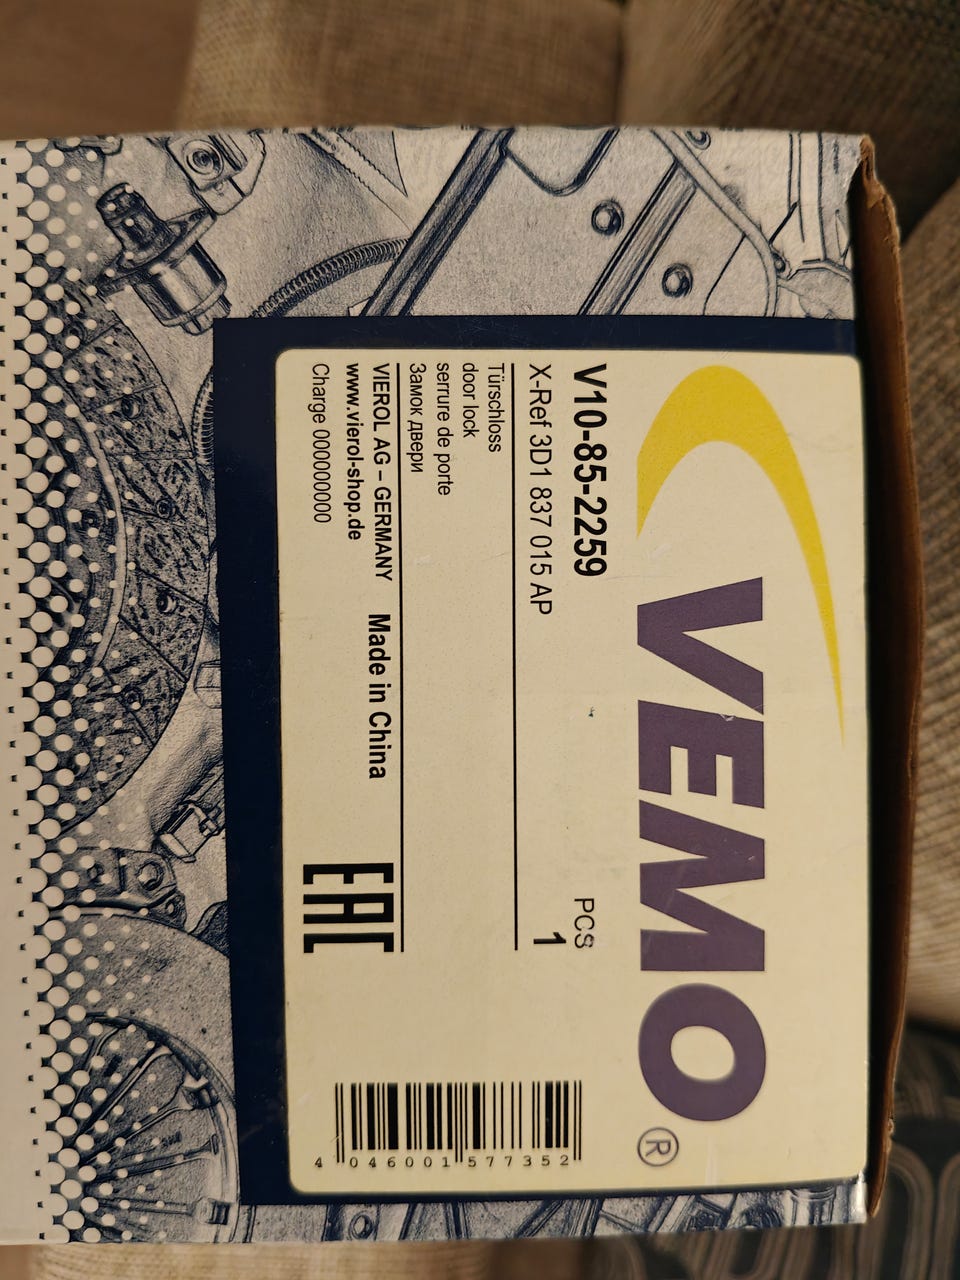 VEMO®
V10-85-2259
PCS
X-Ref 3D1 837 015 AP
1
Türschloss
door lock
serrure de porte
Замок двери
VIEROL AG – GERMANY Made in China
www.vierol-shop.de
Charge 000000000
EAC
4 046001 577352